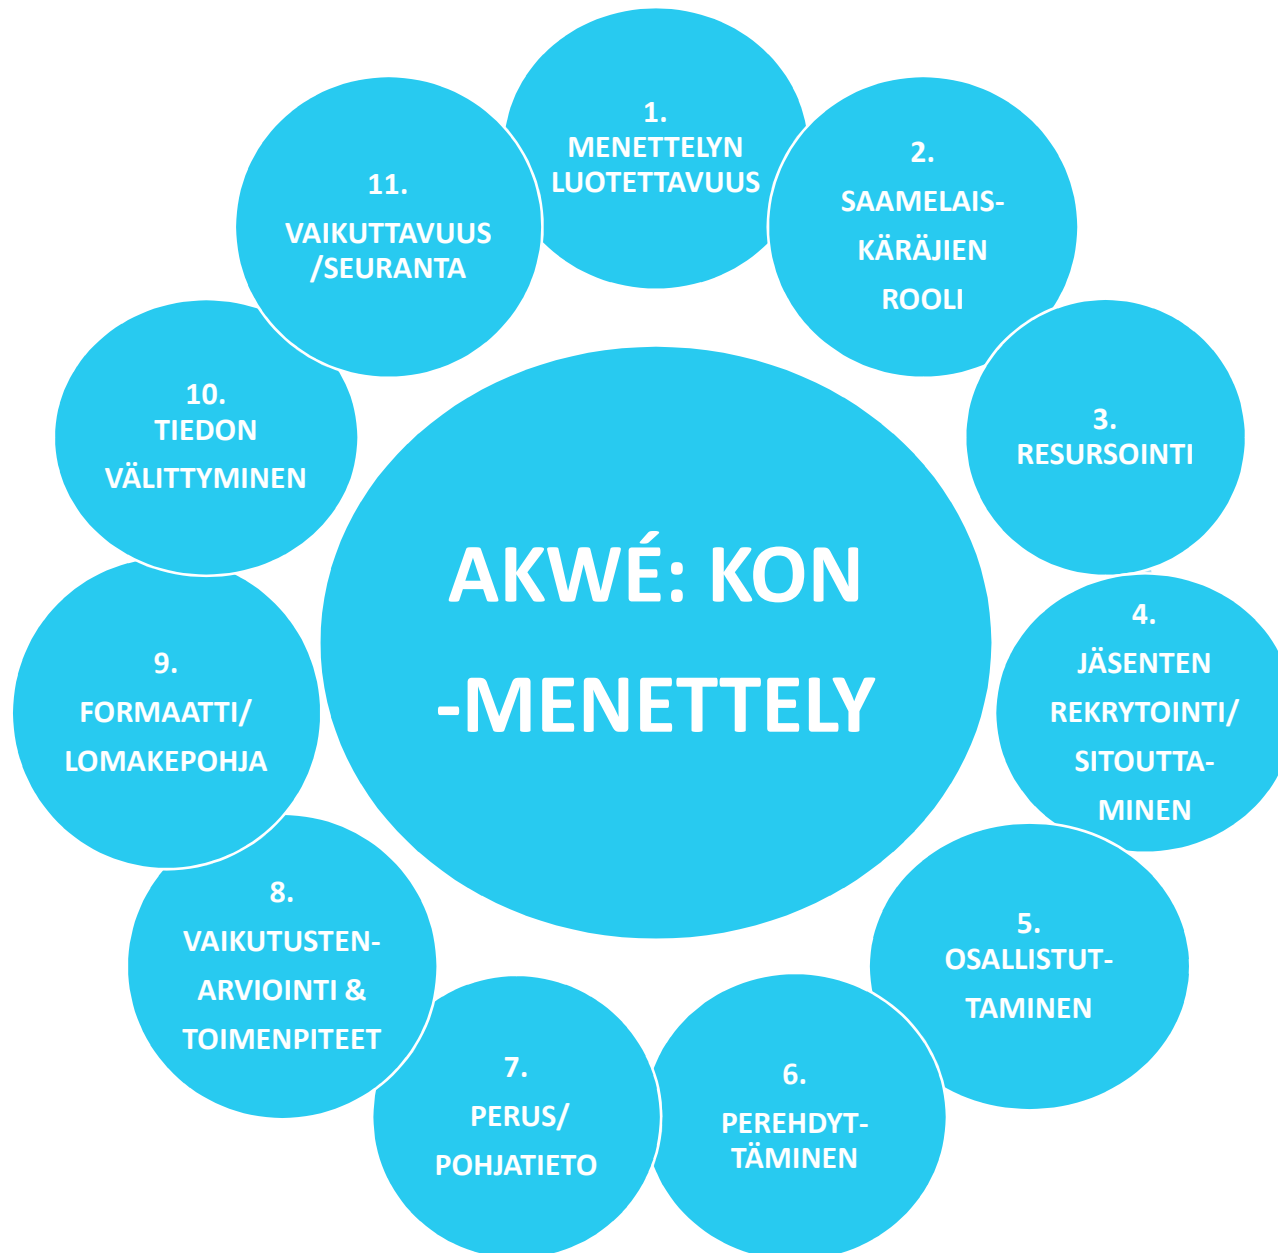 1.
MENETTELYN
LUOTETTAVUUS
2.
SAAMELAIS-
KÄRÄJIEN
ROOLI
3.
RESURSOINTI
4.
JÄSENTEN
REKRYTOINTI/
SITOUTTA-
MINEN
5.
OSALLISTUT-
TAMINEN
6.
PEREHDYT-
TÄMINEN
7.
PERUS/
POHJATIETO
8.
VAIKUTUSTEN-
ARVIOINTI &
TOIMENPITEET
9.
FORMAATTI/
LOMAKEPOHJA
10.
TIEDON
VÄLITTYMINEN
11.
VAIKUTTAVUUS
/SEURANTA
AKWÉ: KON
-MENETTELY